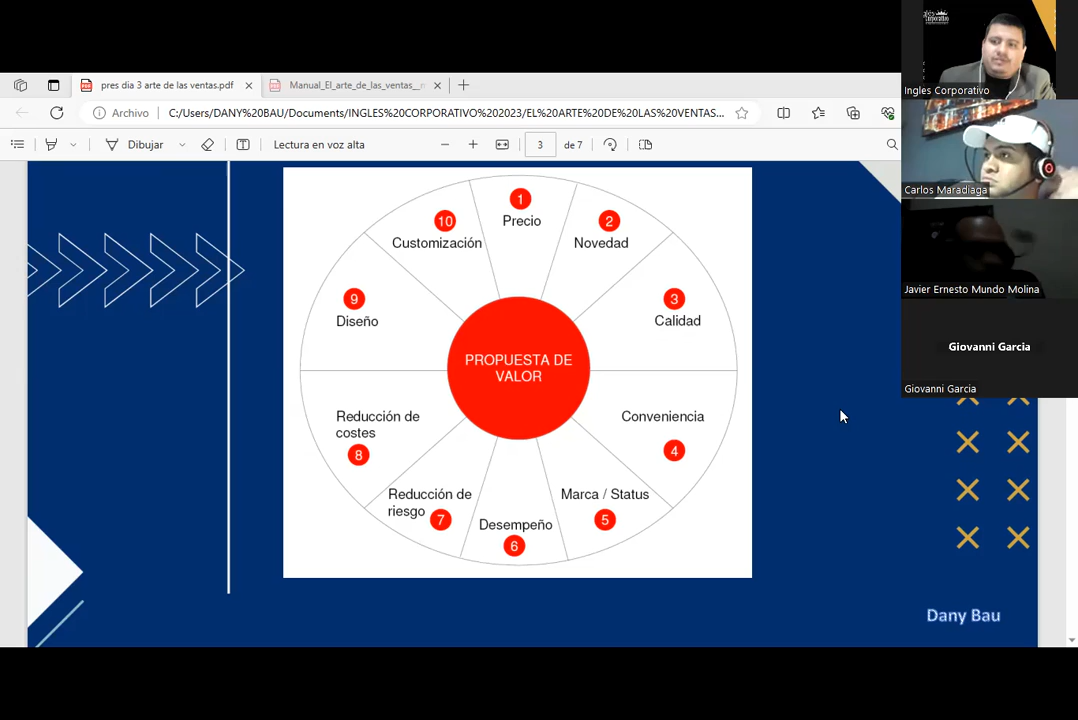 pres dia 3 arte de las ventas.pdf
Manual_El_arte_de_las_ventas_
Archivo
C:/Users/DANY%20BAU/Documents/INGLES%20CORPORATIVO%202023/EL%20ARTE%20DE%20LAS%20VENTAS...
Dibujar
Lectura en voz alta
3
de 7
1
Precio
2
Novedad
3
Calidad
Conveniencia
4
Marca / Status
5
Desempeño
6
Reducción de
riesgo
7
Reducción de
costes
8
9
Diseño
10
Customización
PROPUESTA DE
VALOR
Dany Bau
Ingles Corporativo
Carlos Maradiaga
Javier Ernesto Mundo Molina
Giovanni Garcia
Giovanni Garcia